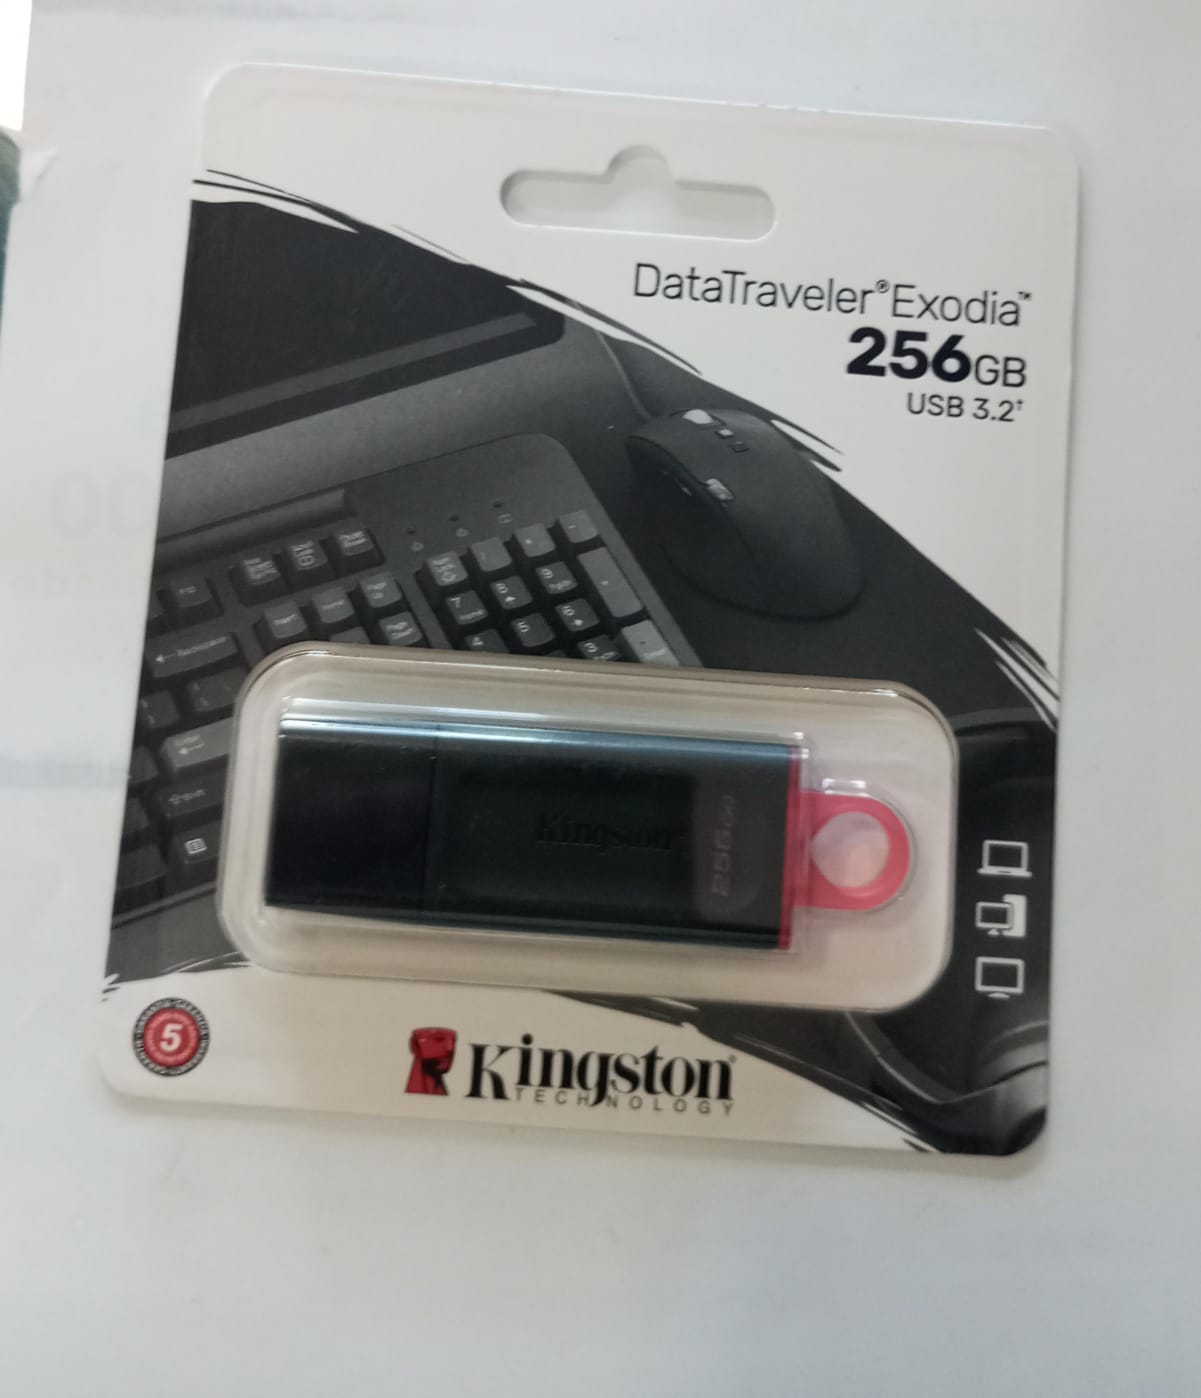 DataTraveler®Exodia™
256GB
USB 3.2†
Kingston
256GB
5
Kingston®
TECHNOLOGY